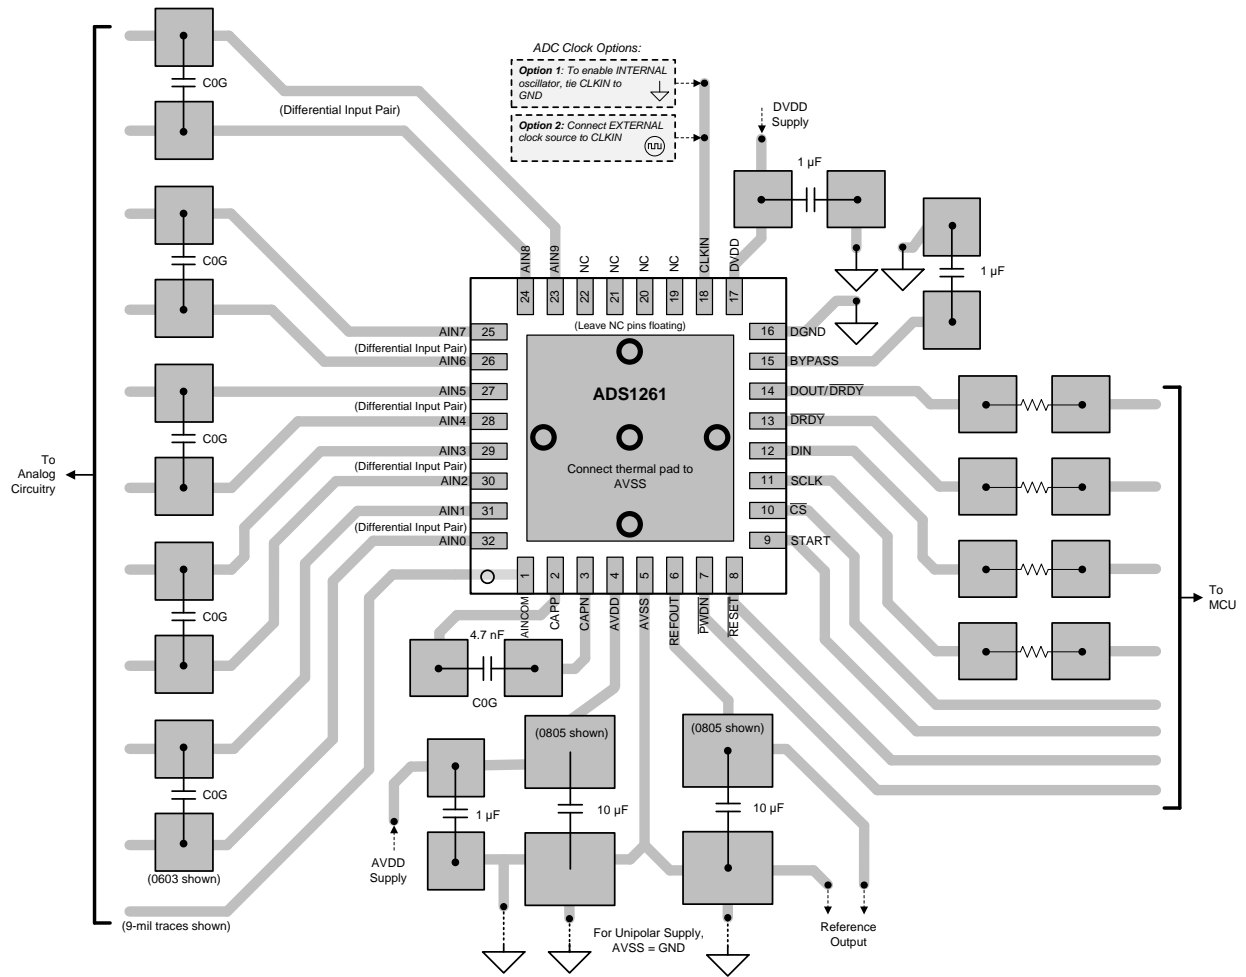 ADC Clock Options:
Option 1: To enable INTERNAL
oscillator, tie CLKIN to
GND
Option 2: Connect EXTERNAL
clock source to CLKIN
C0G
(Differential Input Pair)
DVDD
Supply
1 µF
C0G
1 µF
AIN8
AIN9
NC
NC
NC
NC
CLKIN
DVDD
24
23
22
21
20
19
18
17
(Leave NC pins floating)
AIN7
25
(Differential Input Pair)
AIN6
26
AIN5
27
(Differential Input Pair)
AIN4
28
AIN3
29
(Differential Input Pair)
AIN2
30
AIN1
31
(Differential Input Pair)
AIN0
32
16
DGND
15
BYPASS
14
DOUT/DRDY
13
DRDY
12
DIN
11
SCLK
10
CS
9
START
ADS1261
Connect thermal pad to
AVSS
C0G
To
Analog
Circuitry
To
MCU
1
2
3
4
5
6
7
8
AINCOM
CAPP
CAPN
AVDD
AVSS
REFOUT
PWDN
RESET
C0G
4.7 nF
C0G
(0805 shown)
(0805 shown)
C0G
1 µF
10 µF
10 µF
AVDD
Supply
(0603 shown)
(9-mil traces shown)
For Unipolar Supply,
AVSS = GND
Reference
Output